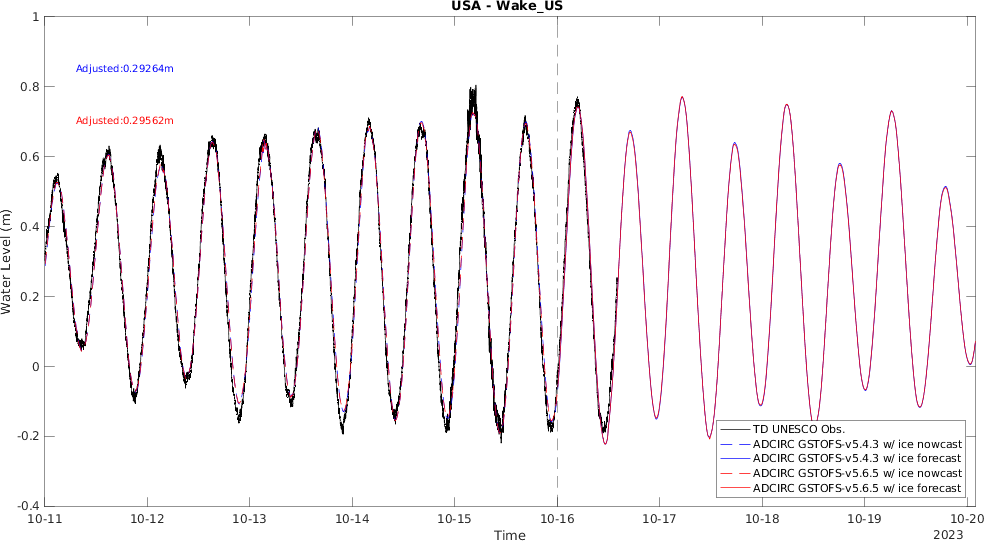 USA - Wake_US
Adjusted:0.29264m
Adjusted:0.29562m
Water Level (m)
1
0.8
0.6
0.4
0.2
0
-0.2
-0.4
TD UNESCO Obs.
ADCIRC GSTOFS-v5.4.3 w/ ice nowcast
ADCIRC GSTOFS-v5.4.3 w/ ice forecast
ADCIRC GSTOFS-v5.6.5 w/ ice nowcast
ADCIRC GSTOFS-v5.6.5 w/ ice forecast
10-11 10-12 10-13 10-14 10-15 10-16 10-17 10-18 10-19 10-20
Time
2023